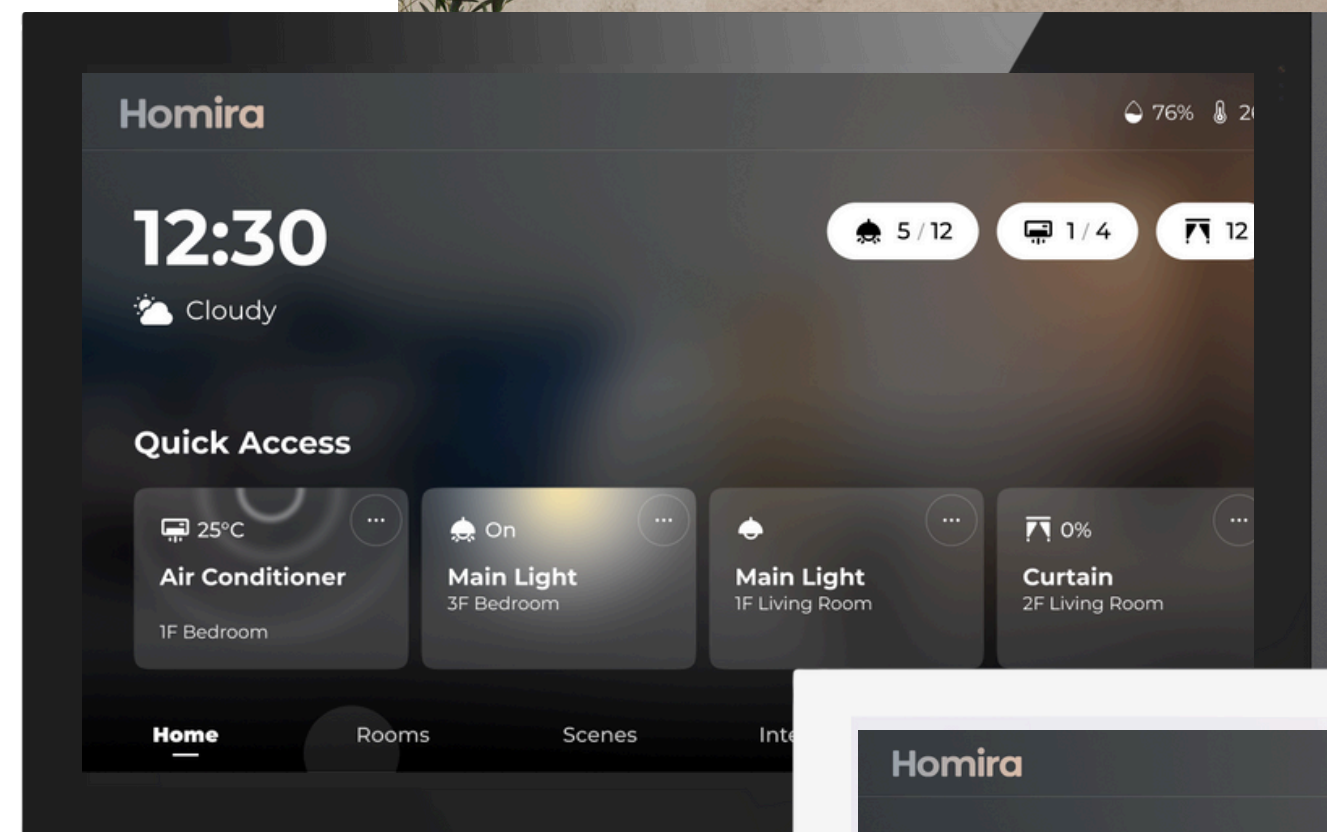 Homira
76%
12:30
5 / 12
1 / 4
12
Cloudy
Quick Access
25°C
Air Conditioner
1F Bedroom
On
Main Light
3F Bedroom
Main Light
1F Living Room
0%
Curtain
2F Living Room
Home
Rooms
Scenes
Homira